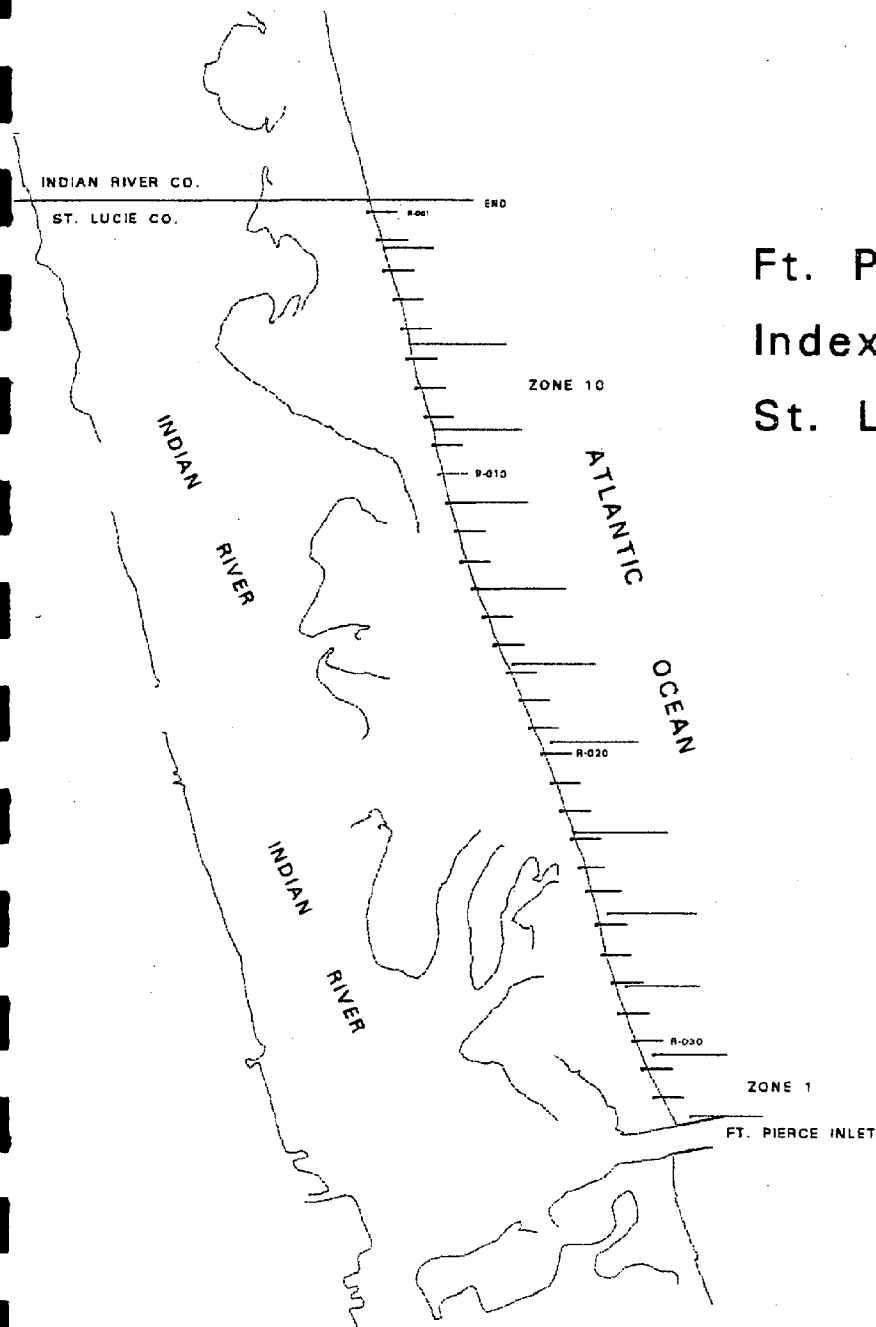 INDIAN RIVER CO.
ST. LUCIE CO.
END
R-001
Ft. P
Index
St. L
ZONE 10
INDIAN
RIVER
R-010
ATLANTIC
OCEAN
R-020
INDIAN
RIVER
R-030
ZONE 1
FT. PIERCE INLET